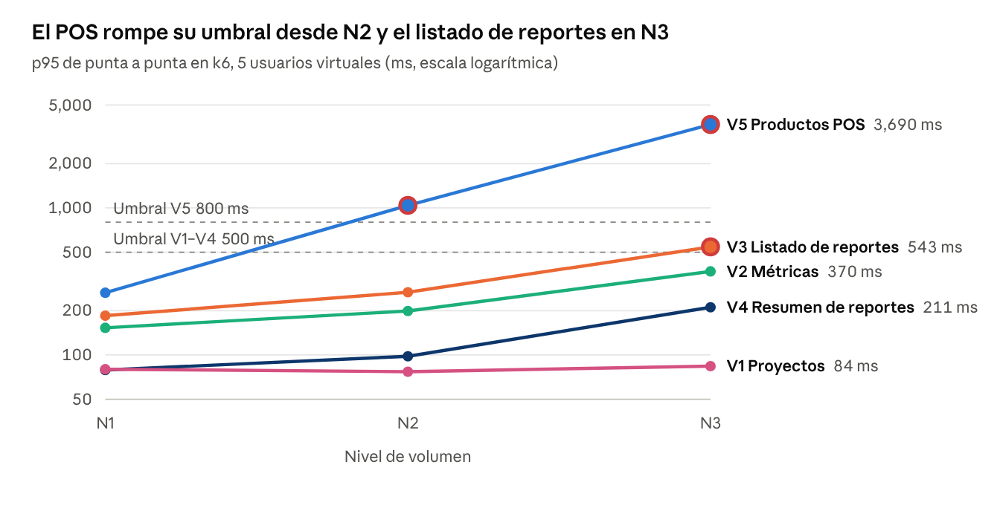 El POS rompe su umbral desde N2 y el listado de reportes en N3
p95 de punta a punta en k6, 5 usuarios virtuales (ms, escala logarítmica)
5,000
V5 Productos POS 3,690 ms
2,000
1,000
Umbral V5 800 ms
Umbral V1–V4 500 ms
500
V3 Listado de reportes 543 ms
V2 Métricas 370 ms
200
V4 Resumen de reportes 211 ms
100
V1 Proyectos 84 ms
50
N1 N2 N3
Nivel de volumen